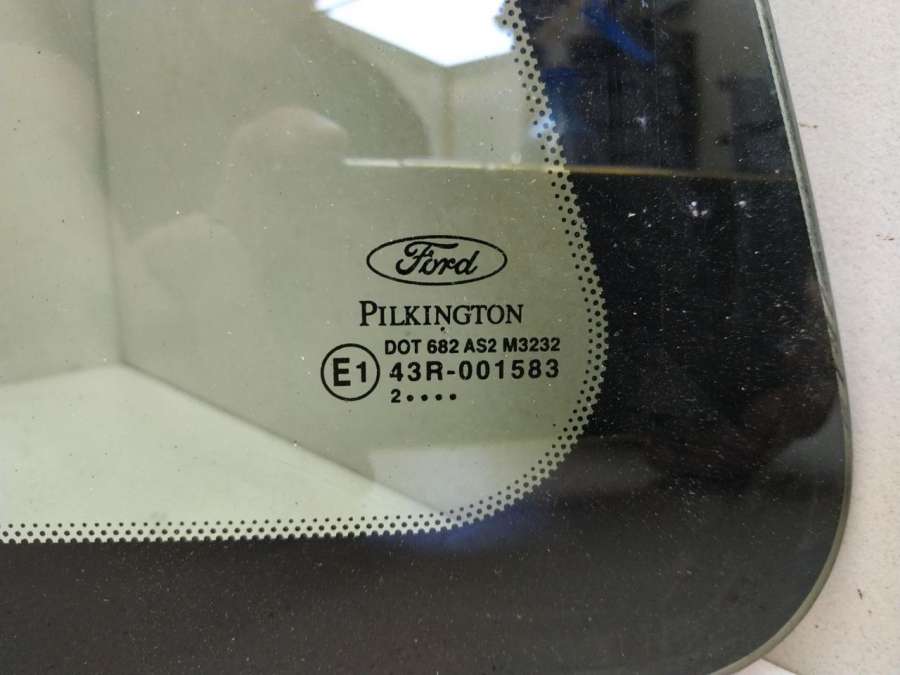 Ford
PILKINGTON
DOT 682 AS2 M3232
E1 43R-001583
2••••